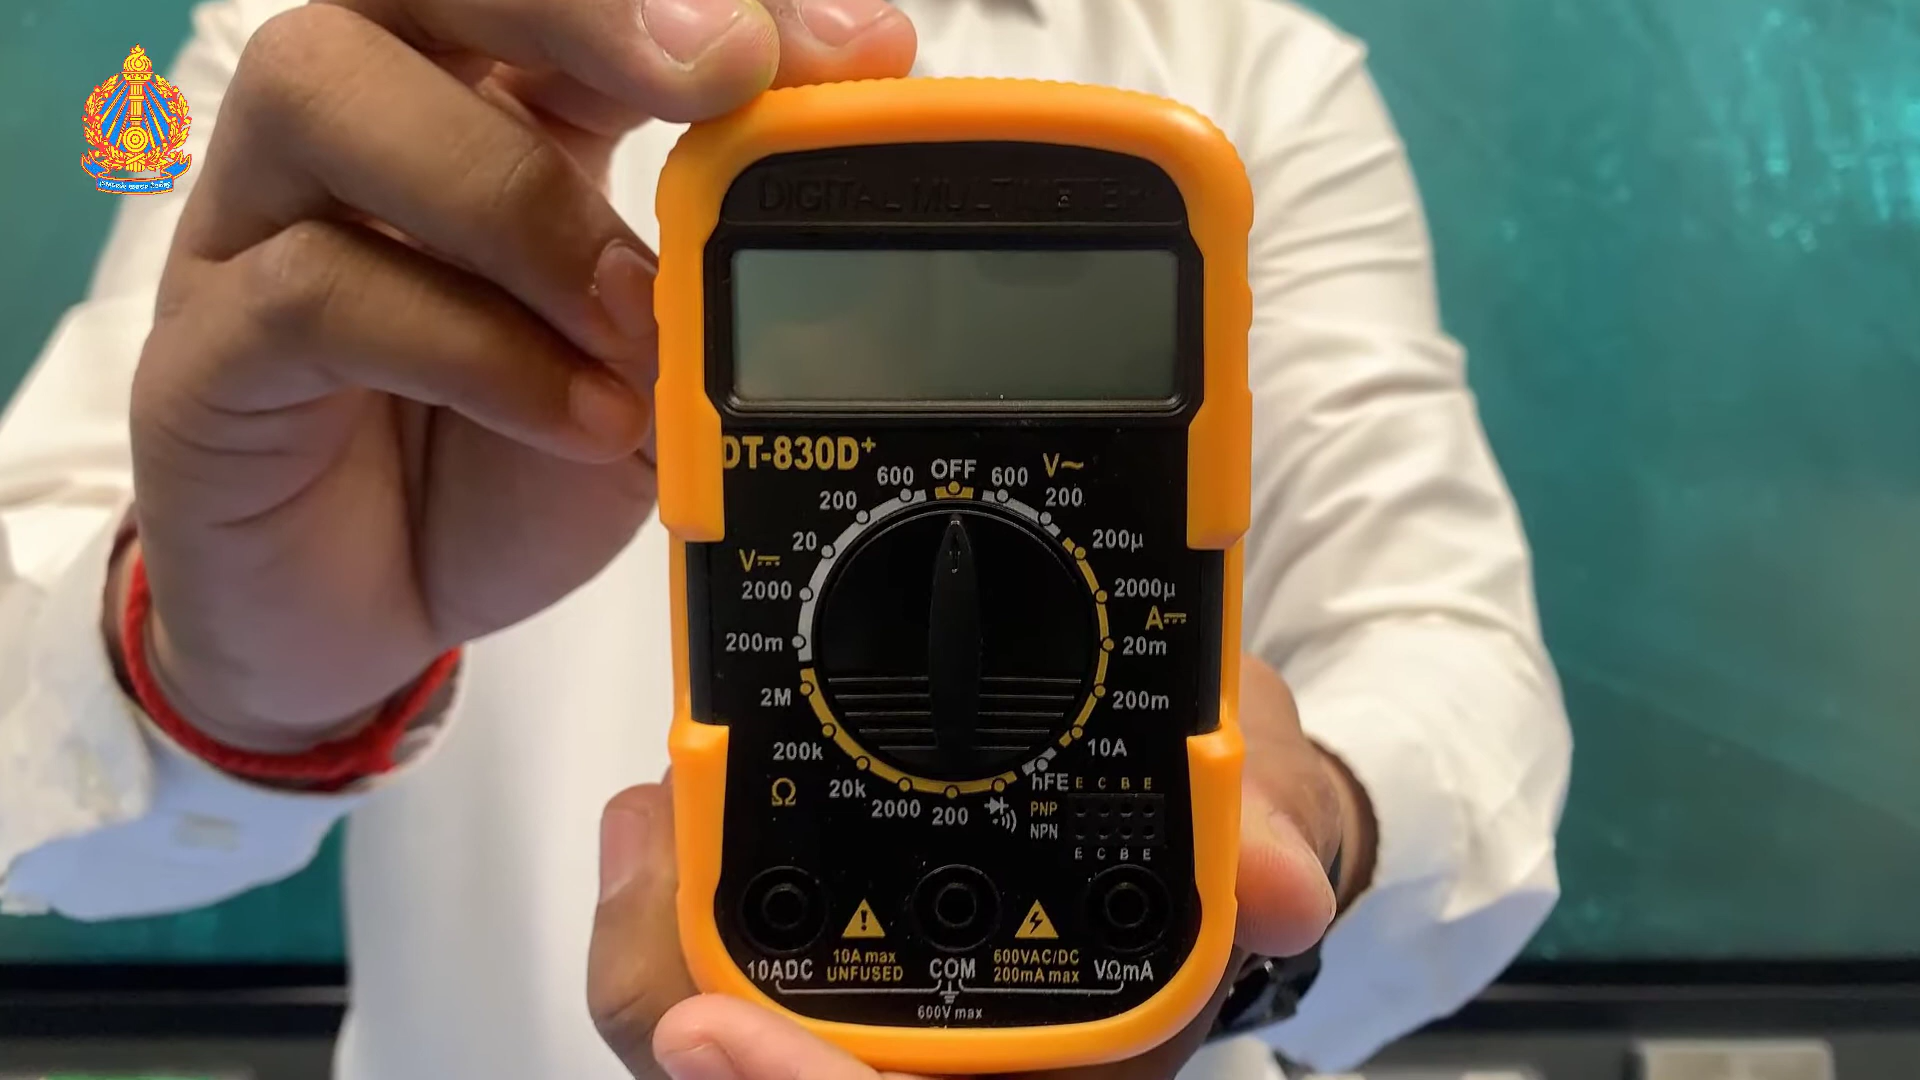 DIGITAL MULTIMETER
DT-830D+
OFF
600
200
20
V⎓
2000
200m
2M
200k
Ω
20k
2000
200
600
V~
200
200µ
2000µ
A⎓
20m
200m
10A
hFE
E C B E
PNP
NPN
E C B E
10ADC
10A max
UNFUSED
COM
600VAC/DC
200mA max
VΩmA
600V max